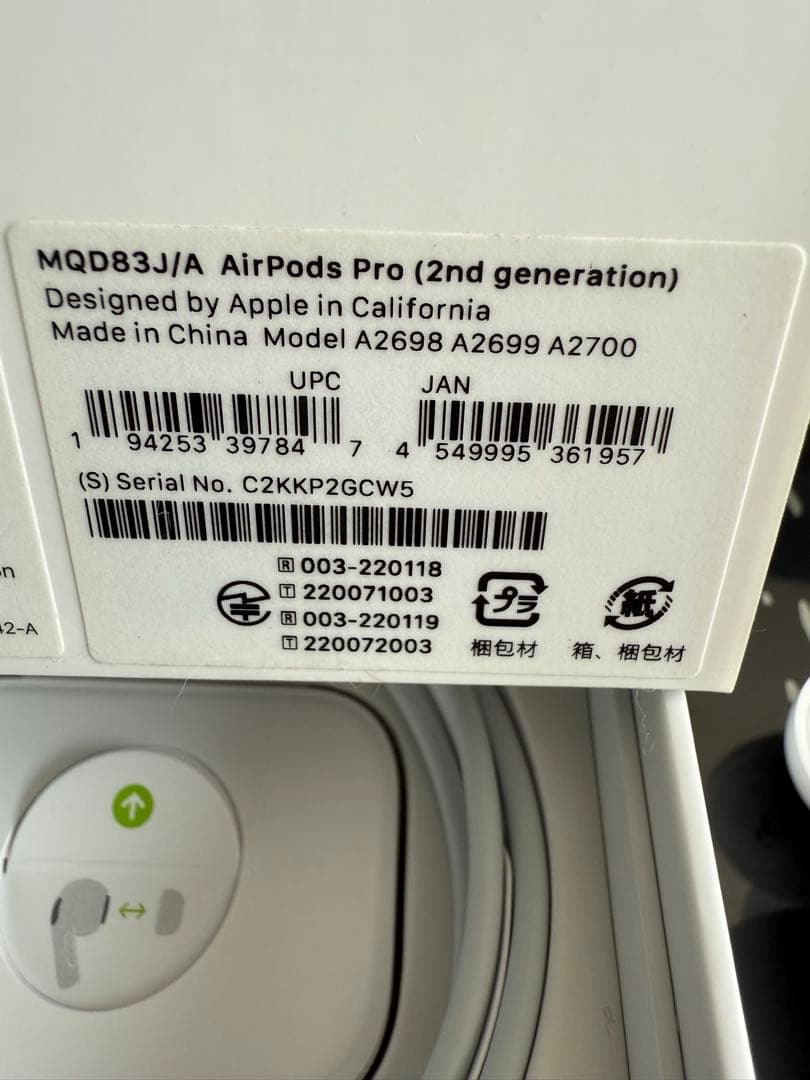 MQD83J/A AirPods Pro (2nd generation)
Designed by Apple in California
Made in China Model A2698 A2699 A2700
UPC JAN
1 94253 39784 7 4 549995 361957
(S) Serial No. C2KKP2GCW5
R 003-220118
T 220071003
R 003-220119
T 220072003
プラ
梱包材
紙
箱、梱包材
2-A